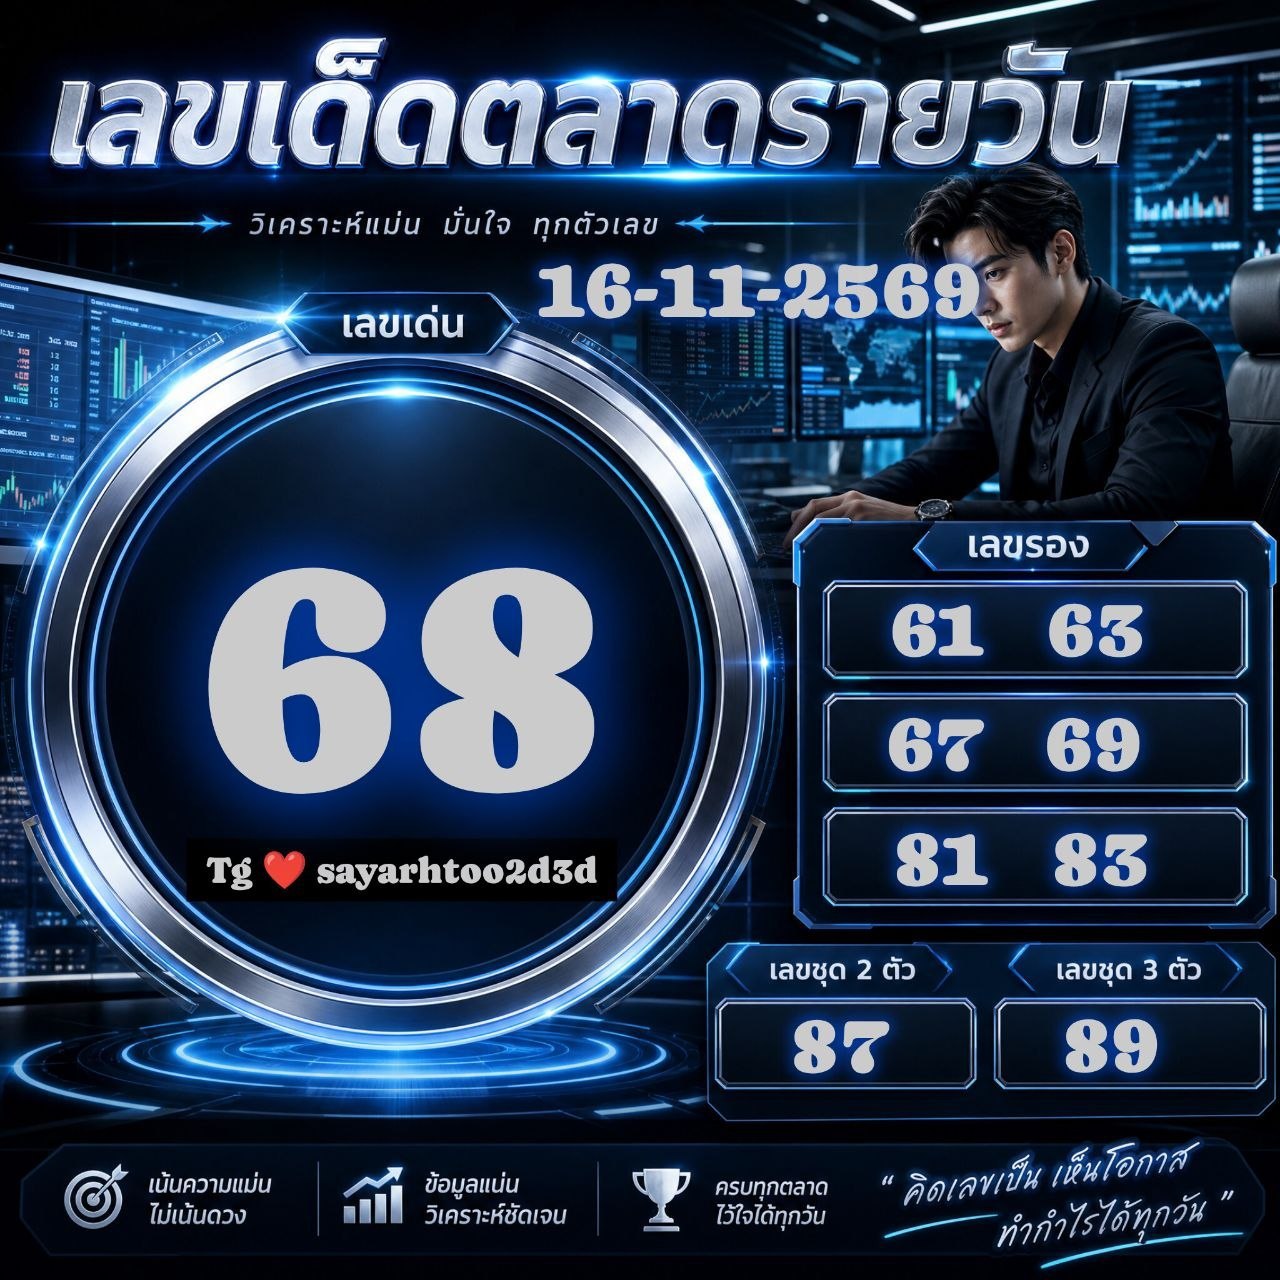 เลขเด็ดตลาดรายวัน
วิเคราะห์แม่น มั่นใจ ทุกตัวเลข
16-11-2569
เลขเด่น
68
Tg ❤️ sayarhtoo2d3d
เลขรอง
61 63
67 69
81 83
เลขชุด 2 ตัว
87
เลขชุด 3 ตัว
89
เน้นความแม่น
ไม่เน้นดวง
ข้อมูลแน่น
วิเคราะห์ชัดเจน
ครบทุกตลาด
ไว้ใจได้ทุกวัน
“ คิดเลขเป็น เห็นโอกาส
ทำกำไรได้ทุกวัน ”